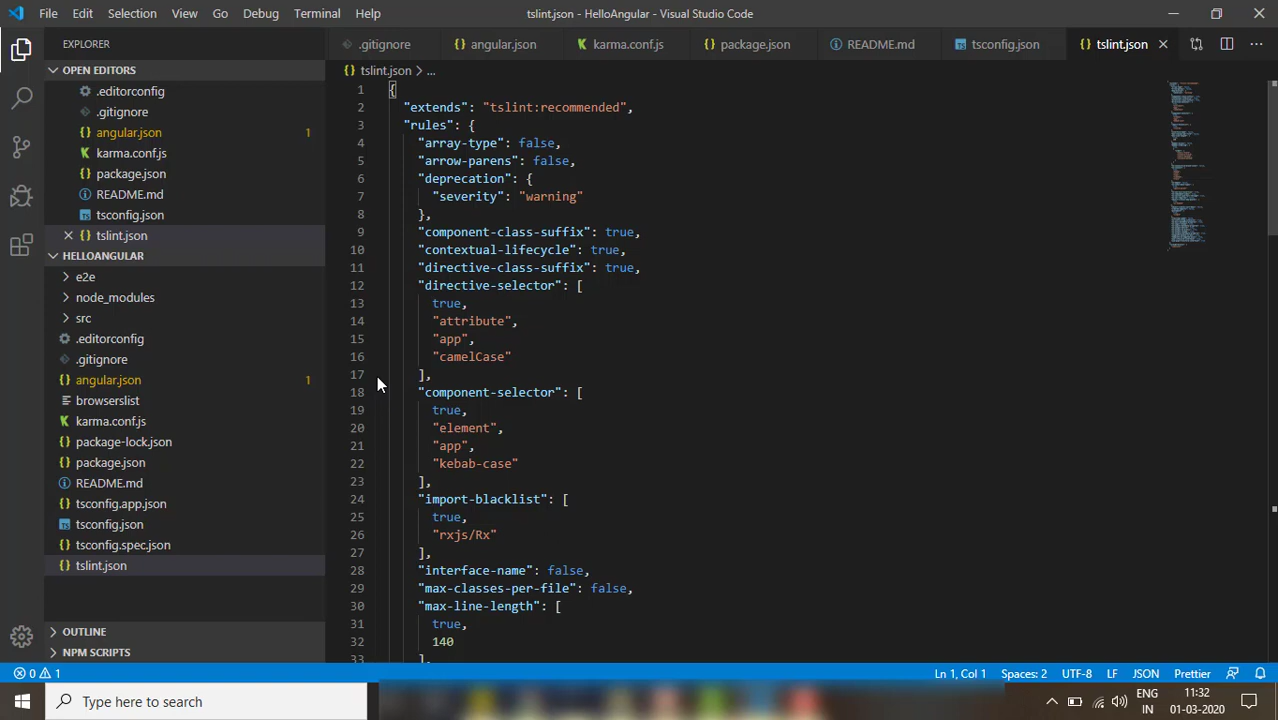 File Edit Selection View Go Debug Terminal Help
tslint.json - HelloAngular - Visual Studio Code
EXPLORER
OPEN EDITORS
.editorconfig
.gitignore
angular.json 1
karma.conf.js
package.json
README.md
tsconfig.json
tslint.json
HELLOANGULAR
e2e
node_modules
src
.editorconfig
.gitignore
angular.json 1
browserslist
karma.conf.js
package-lock.json
package.json
README.md
tsconfig.app.json
tsconfig.json
tsconfig.spec.json
tslint.json
OUTLINE
NPM SCRIPTS
.gitignore angular.json karma.conf.js package.json README.md tsconfig.json tslint.json
tslint.json > ...
1 {
2 "extends": "tslint:recommended",
3 "rules": {
4 "array-type": false,
5 "arrow-parens": false,
6 "deprecation": {
7 "severity": "warning"
8 },
9 "component-class-suffix": true,
10 "contextual-lifecycle": true,
11 "directive-class-suffix": true,
12 "directive-selector": [
13 true,
14 "attribute",
15 "app",
16 "camelCase"
17 ],
18 "component-selector": [
19 true,
20 "element",
21 "app",
22 "kebab-case"
23 ],
24 "import-blacklist": [
25 true,
26 "rxjs/Rx"
27 ],
28 "interface-name": false,
29 "max-classes-per-file": false,
30 "max-line-length": [
31 true,
32 140
33 ],
0 1 Ln 1, Col 1 Spaces: 2 UTF-8 LF JSON Prettier
Type here to search
ENG
IN
11:32
01-03-2020